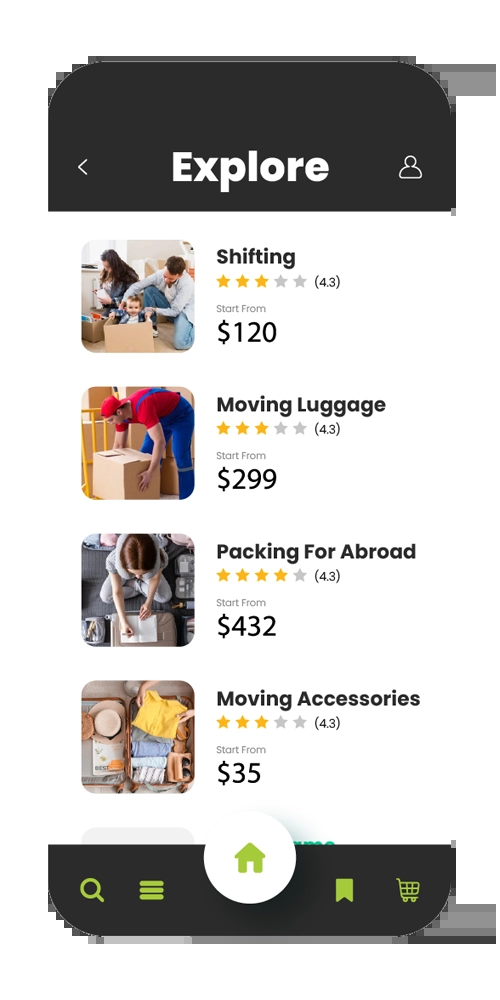 Explore
Shifting
(4.3)
Start From
$120
Moving Luggage
(4.3)
Start From
$299
Packing For Abroad
(4.3)
Start From
$432
Moving Accessories
(4.3)
Start From
$35
BEST